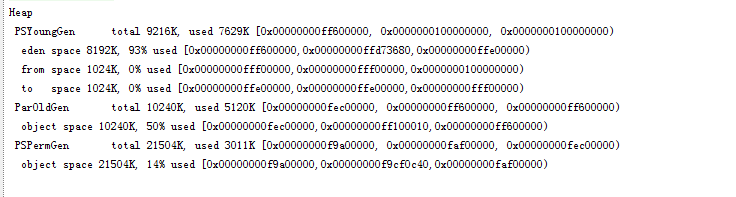 Heap
PSYoungGen total 9216K, used 7629K [0x00000000ff600000, 0x0000000100000000, 0x0000000100000000)
eden space 8192K, 93% used [0x00000000ff600000,0x00000000ffd73680,0x00000000ffe00000)
from space 1024K, 0% used [0x00000000fff00000,0x00000000fff00000,0x0000000100000000)
to space 1024K, 0% used [0x00000000ffe00000,0x00000000ffe00000,0x00000000fff00000)
ParOldGen total 10240K, used 5120K [0x00000000fec00000, 0x00000000ff600000, 0x00000000ff600000)
object space 10240K, 50% used [0x00000000fec00000,0x00000000ff100010,0x00000000ff600000)
PSPermGen total 21504K, used 3011K [0x00000000f9a00000, 0x00000000faf00000, 0x00000000fec00000)
object space 21504K, 14% used [0x00000000f9a00000,0x00000000f9cf0c40,0x00000000faf00000)